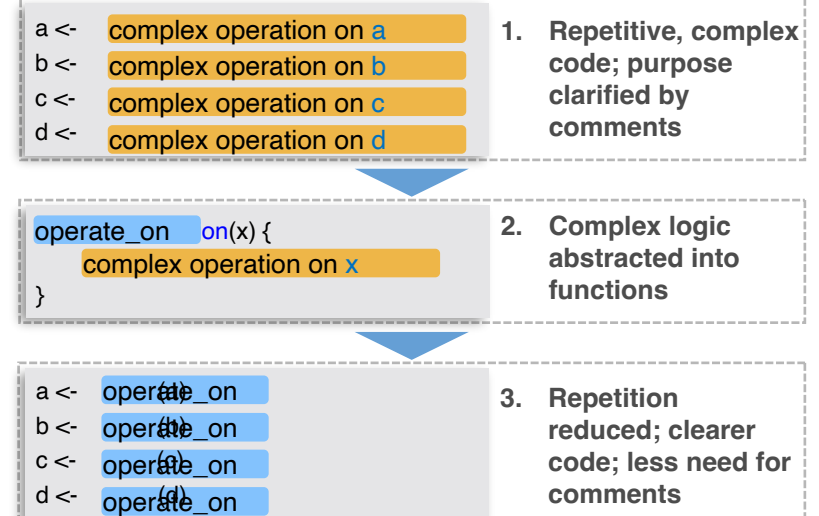 a <- complex operation on a
b <- complex operation on b
c <- complex operation on c
d <- complex operation on d
1. Repetitive, complex
code; purpose
clarified by
comments
operate_on on(x) {
complex operation on x
}
2. Complex logic
abstracted into
functions
a <- operate_on (a)
b <- operate_on (b)
c <- operate_on (c)
d <- operate_on (d)
3. Repetition
reduced; clearer
code; less need for
comments